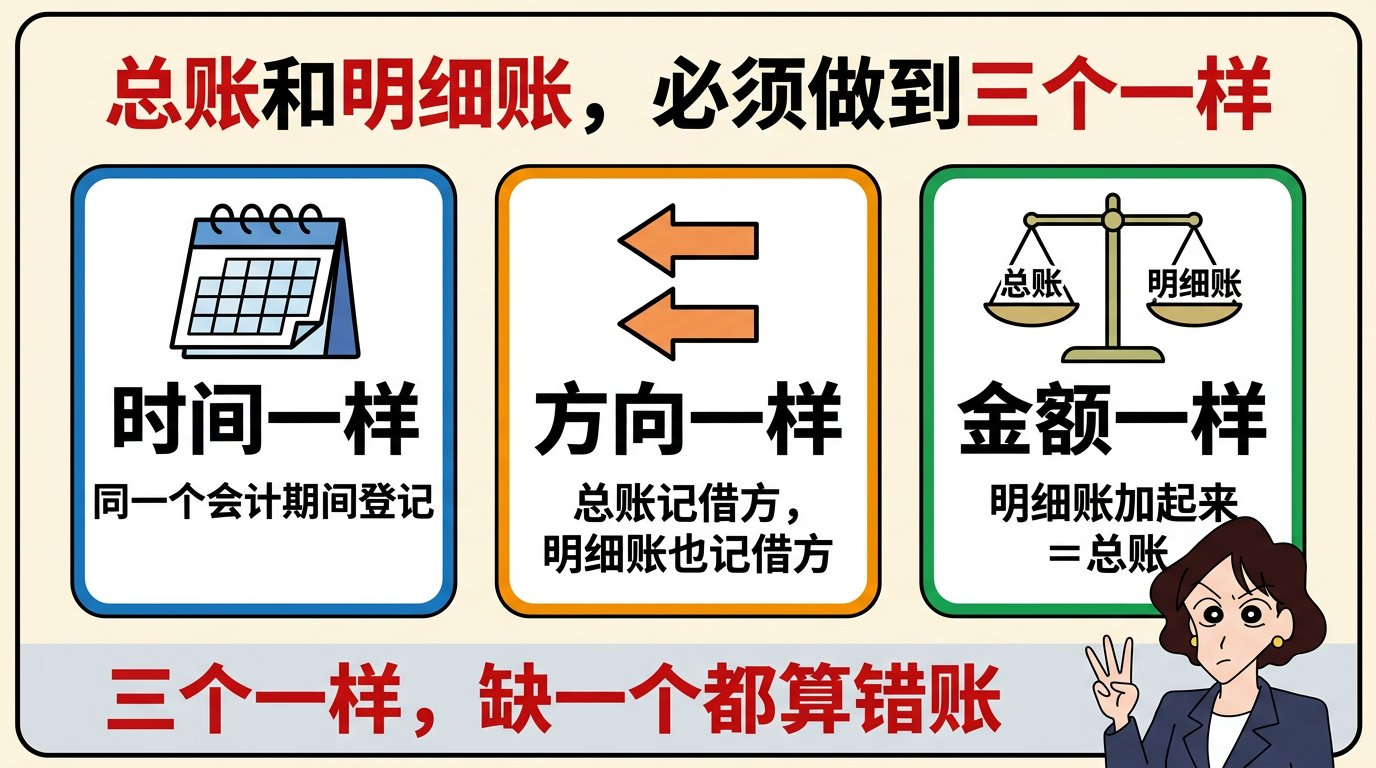 总账和明细账，必须做到三个一样
时间一样
同一个会计期间登记
方向一样
总账记借方，
明细账也记借方
总账
明细账
金额一样
明细账加起来
＝总账
三个一样，缺一个都算错账